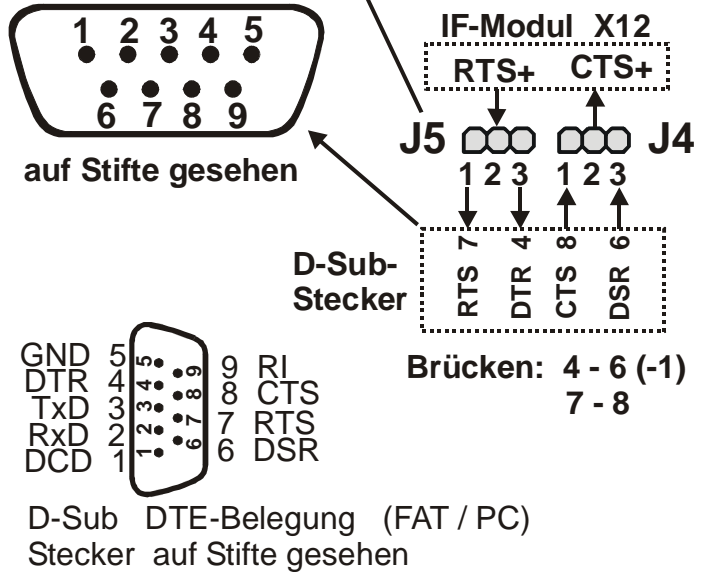 1 2 3 4 5
6 7 8 9
auf Stifte gesehen
IF-Modul X12
RTS+ CTS+
J5 J4
1 2 3 1 2 3
D-Sub-
Stecker
RTS 7
DTR 4
CTS 8
DSR 6
Brücken: 4 - 6 (-1)
7 - 8
GND 5 5 9 9 RI
DTR 4 4 8 8 CTS
TxD 3 3 7 7 RTS
RxD 2 2 6 6 DSR
DCD 1 1
D-Sub DTE-Belegung (FAT / PC)
Stecker auf Stifte gesehen